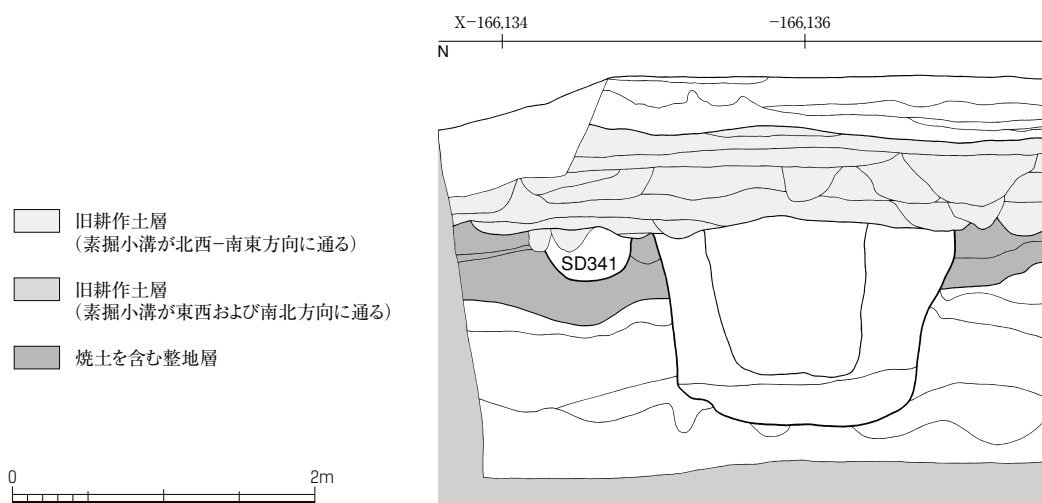 X−166,134
−166,136
N
旧耕作土層
(素掘小溝が北西−南東方向に通る)
SD341
旧耕作土層
(素掘小溝が東西および南北方向に通る)
焼土を含む整地層
0
2m